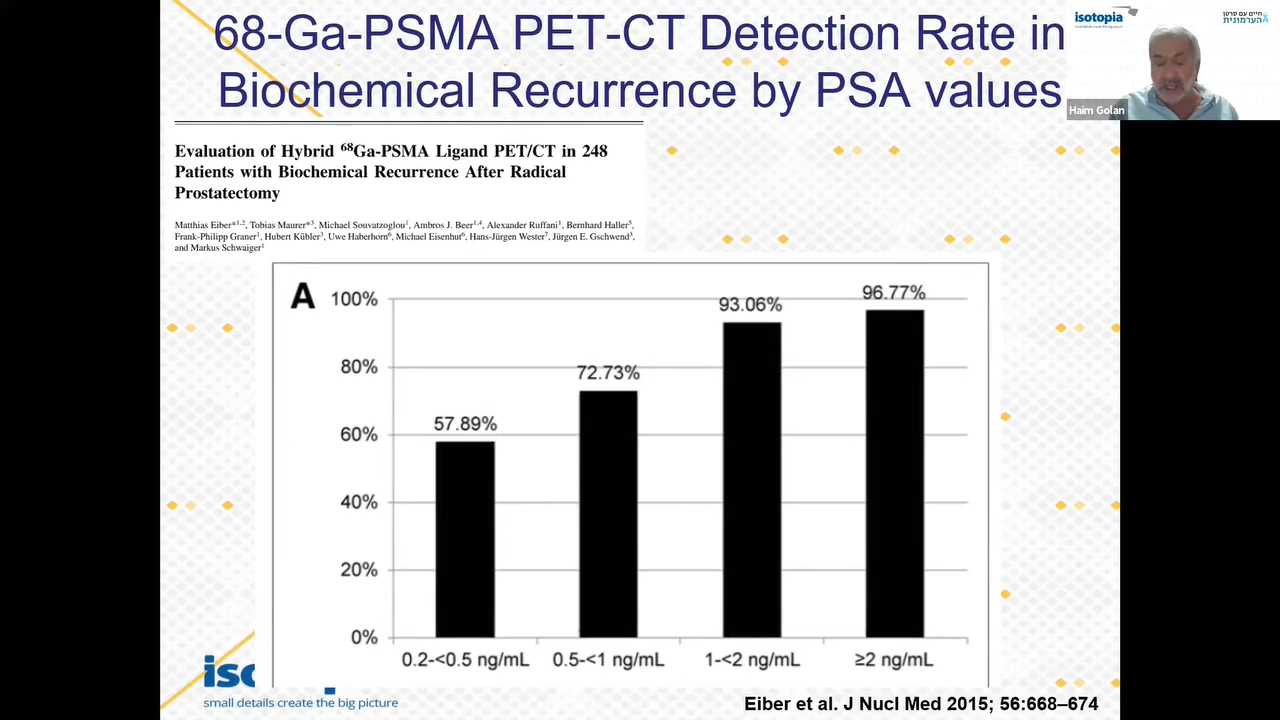 68-Ga-PSMA PET-CT Detection Rate in
Biochemical Recurrence by PSA values
isotopia
חיים עם סרטן
הערמונית
Haim Golan
Evaluation of Hybrid ⁶⁸Ga-PSMA Ligand PET/CT in 248
Patients with Biochemical Recurrence After Radical
Prostatectomy
Matthias Eiber*¹,², Tobias Maurer*³, Michael Souvatzoglou¹, Ambros J. Beer¹,⁴, Alexander Ruffani¹, Bernhard Haller⁵,
Frank-Philipp Graner¹, Hubert Kübler³, Uwe Haberhorn⁶, Michael Eisenhut⁶, Hans-Jürgen Wester⁷, Jürgen E. Gschwend³,
and Markus Schwaiger¹
A
100%
80%
60%
40%
20%
0%
57.89%
72.73%
93.06%
96.77%
0.2-<0.5 ng/mL
0.5-<1 ng/mL
1-<2 ng/mL
≥2 ng/mL
small details create the big picture
Eiber et al. J Nucl Med 2015; 56:668–674